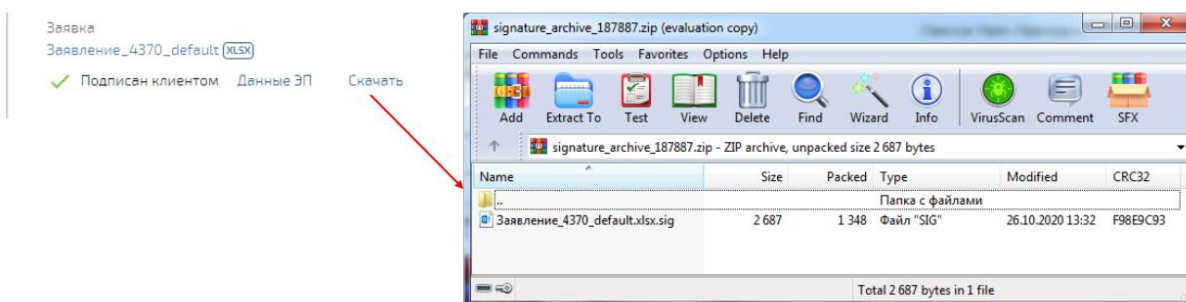 Заявка
Заявление_4370_default XLSX
Подписан клиентом Данные ЭП Скачать
signature_archive_187887.zip (evaluation copy)
File Commands Tools Favorites Options Help
Add Extract To Test View Delete Find Wizard Info VirusScan Comment SFX
signature_archive_187887.zip - ZIP archive, unpacked size 2 687 bytes
Name Size Packed Type Modified CRC32
.. Папка с файлами
Заявление_4370_default.xlsx.sig 2 687 1 348 Файл "SIG" 26.10.2020 13:32 F98E9C93
Total 2 687 bytes in 1 file